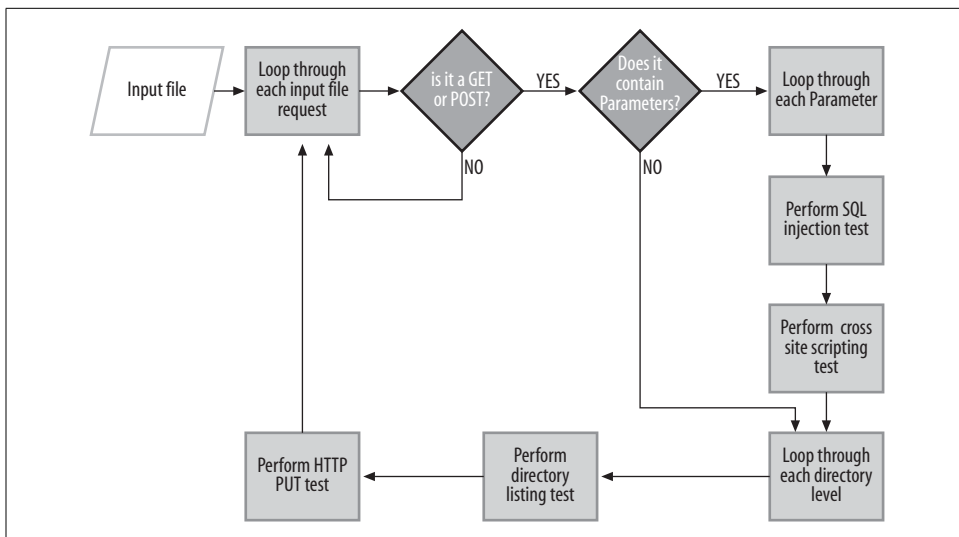 Input file
Loop through
each input file
request
is it a GET
or POST?
YES
NO
Does it
contain
Parameters?
YES
NO
Loop through
each Parameter
Perform SQL
injection test
Perform cross
site scripting
test
Loop through
each directory
level
Perform
directory
listing test
Perform HTTP
PUT test